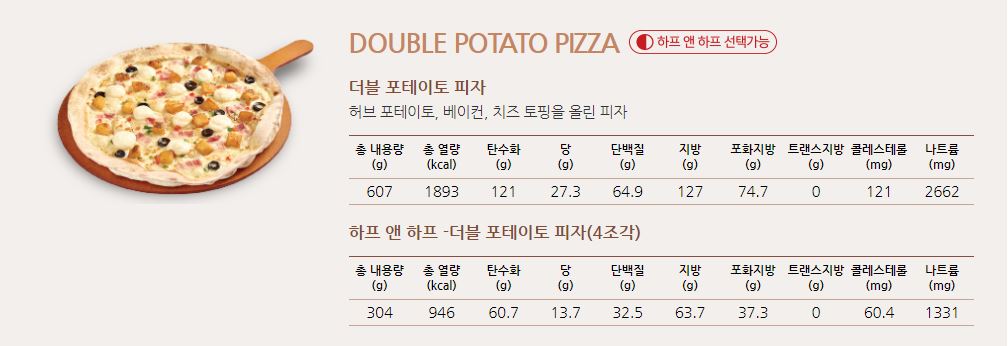 DOUBLE POTATO PIZZA 하프 앤 하프 선택가능
더블 포테이토 피자
허브 포테이토, 베이컨, 치즈 토핑을 올린 피자
총 내용량 총 열량 탄수화 당 단백질 지방 포화지방 트랜스지방 콜레스테롤 나트륨
(g) (kcal) (g) (g) (g) (g) (g) (g) (mg) (mg)
607 1893 121 27.3 64.9 127 74.7 0 121 2662
하프 앤 하프 -더블 포테이토 피자(4조각)
총 내용량 총 열량 탄수화 당 단백질 지방 포화지방 트랜스지방 콜레스테롤 나트륨
(g) (kcal) (g) (g) (g) (g) (g) (g) (mg) (mg)
304 946 60.7 13.7 32.5 63.7 37.3 0 60.4 1331